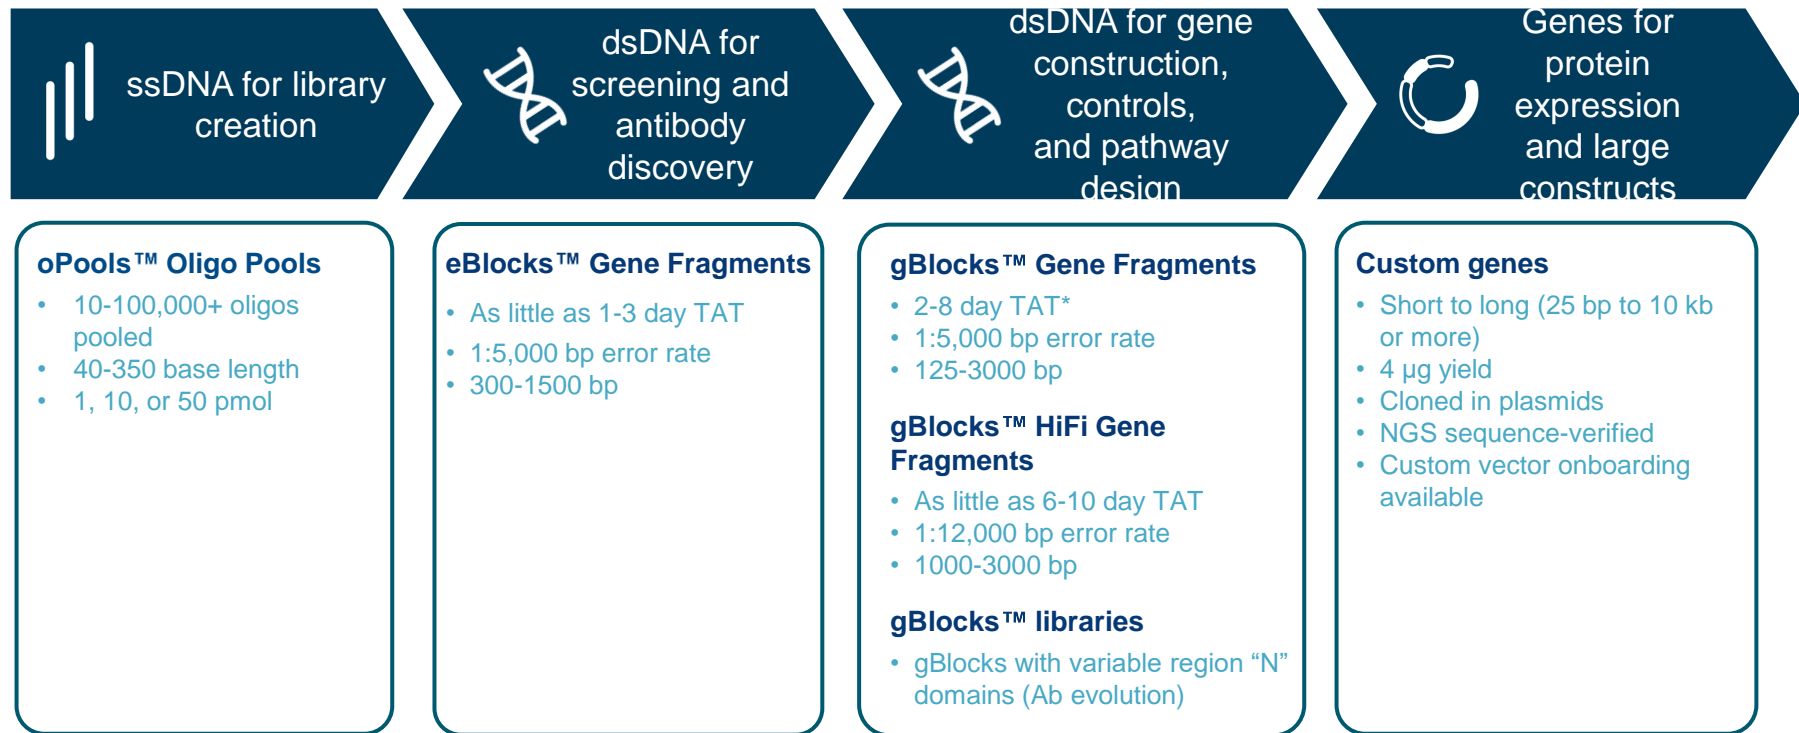 ssDNA for library
creation
dsDNA for
screening and
antibody
discovery
dsDNA for gene
construction,
controls,
and pathway
design
Genes for
protein
expression
and large
constructs
oPools™ Oligo Pools
• 10-100,000+ oligos
pooled
• 40-350 base length
• 1, 10, or 50 pmol
eBlocks™ Gene Fragments
• As little as 1-3 day TAT
• 1:5,000 bp error rate
• 300-1500 bp
gBlocks™ Gene Fragments
• 2-8 day TAT*
• 1:5,000 bp error rate
• 125-3000 bp
gBlocks™ HiFi Gene
Fragments
• As little as 6-10 day TAT
• 1:12,000 bp error rate
• 1000-3000 bp
gBlocks™ libraries
• gBlocks with variable region “N”
domains (Ab evolution)
Custom genes
• Short to long (25 bp to 10 kb
or more)
• 4 µg yield
• Cloned in plasmids
• NGS sequence-verified
• Custom vector onboarding
available